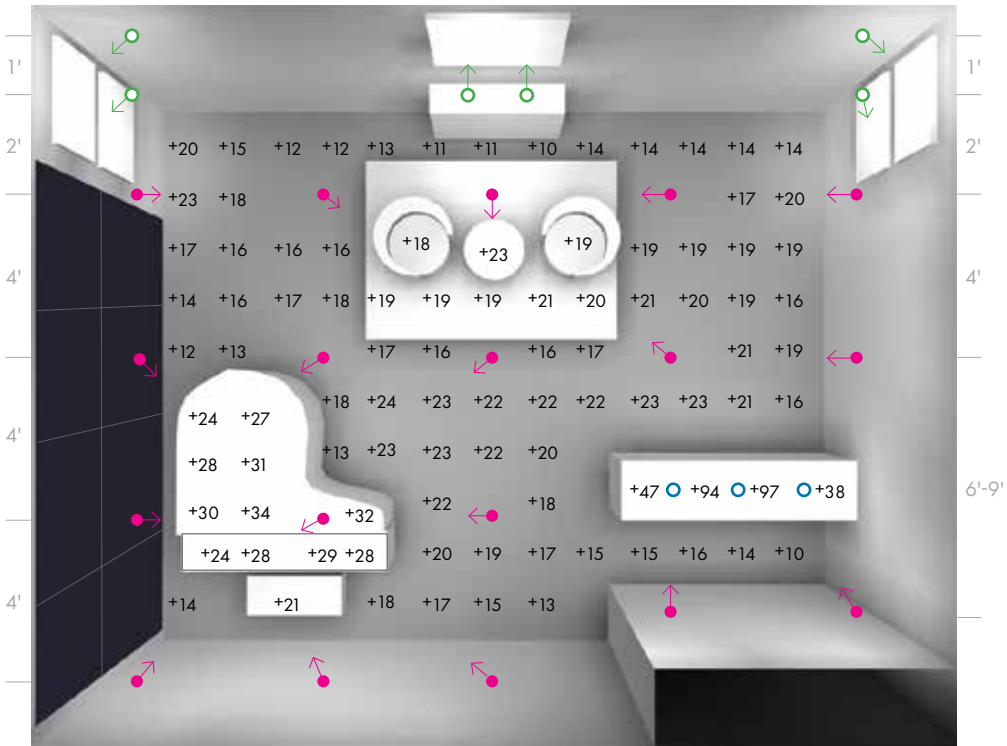 1'
1'
+20 +15 +12 +12 +13 +11 +11 +10 +14 +14 +14 +14 +14
2'
2'
+23 +18 +17 +20
+17 +16 +16 +16 +18 +23 +19 +19 +19 +19 +19
4'
4'
+14 +16 +17 +18 +19 +19 +19 +21 +20 +21 +20 +19 +16
+12 +13 +17 +16 +16 +17 +21 +19
+18 +24 +23 +22 +22 +22 +23 +23 +21 +16
+24 +27
4'
+13 +23 +23 +22 +20
+28 +31
+47 +94 +97 +38
6'-9'
+22 +18
+30 +34 +32
+24 +28 +29 +28 +20 +19 +17 +15 +15 +16 +14 +10
4'
+14 +21 +18 +17 +15 +13